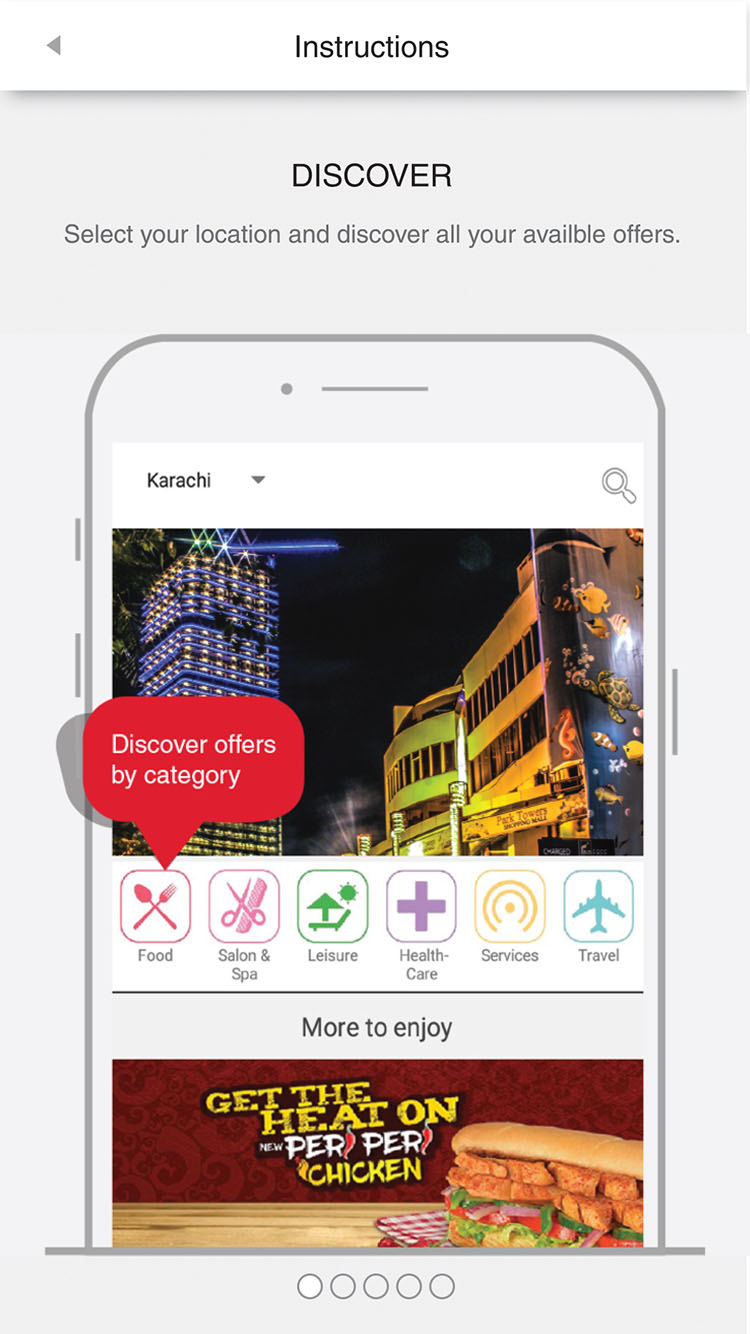 Instructions
DISCOVER
Select your location and discover all your availble offers.
Karachi
Discover offers
by category
Park Towers
SHOPPING MALL
CHARGED
Food
Salon &
Spa
Leisure
Health-
Care
Services
Travel
More to enjoy
GET THE
HEAT ON
NEW PERI PERI
CHICKEN